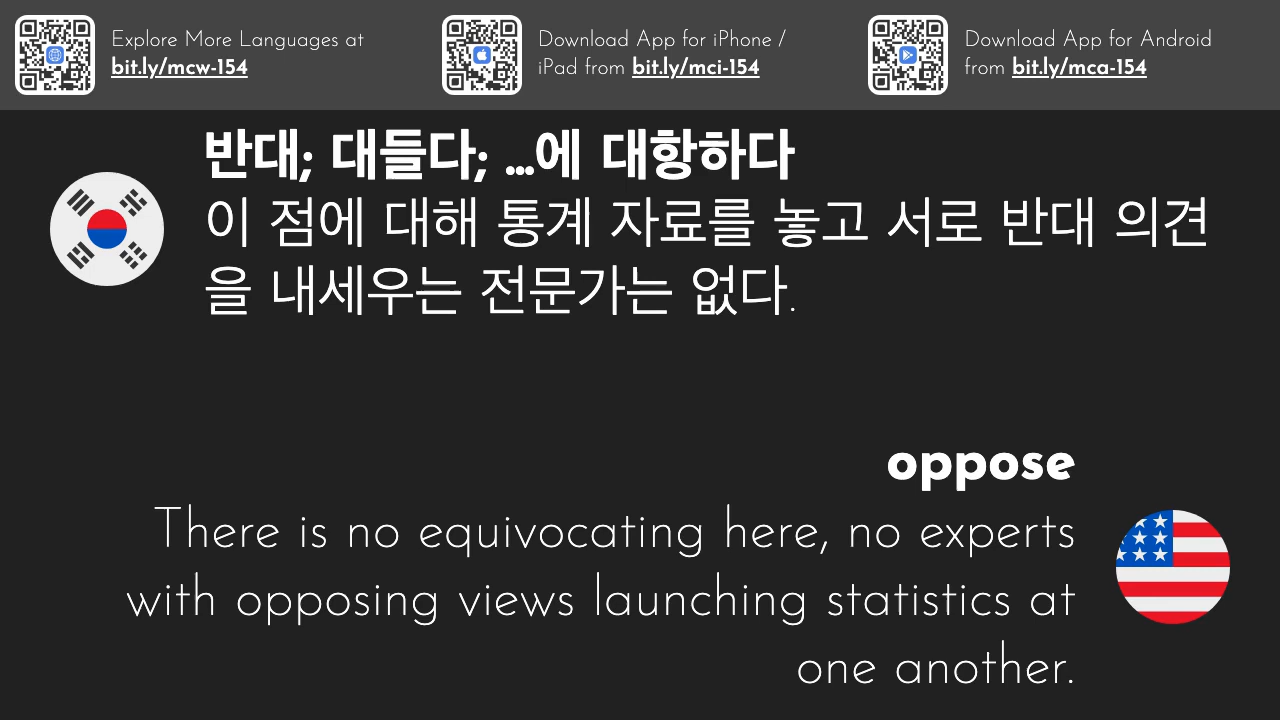 Explore More Languages at
bit.ly/mcw-154
Download App for iPhone /
iPad from bit.ly/mci-154
Download App for Android
from bit.ly/mca-154
반대; 대들다; ...에 대항하다
이 점에 대해 통계 자료를 놓고 서로 반대 의견
을 내세우는 전문가는 없다.
oppose
There is no equivocating here, no experts
with opposing views launching statistics at
one another.